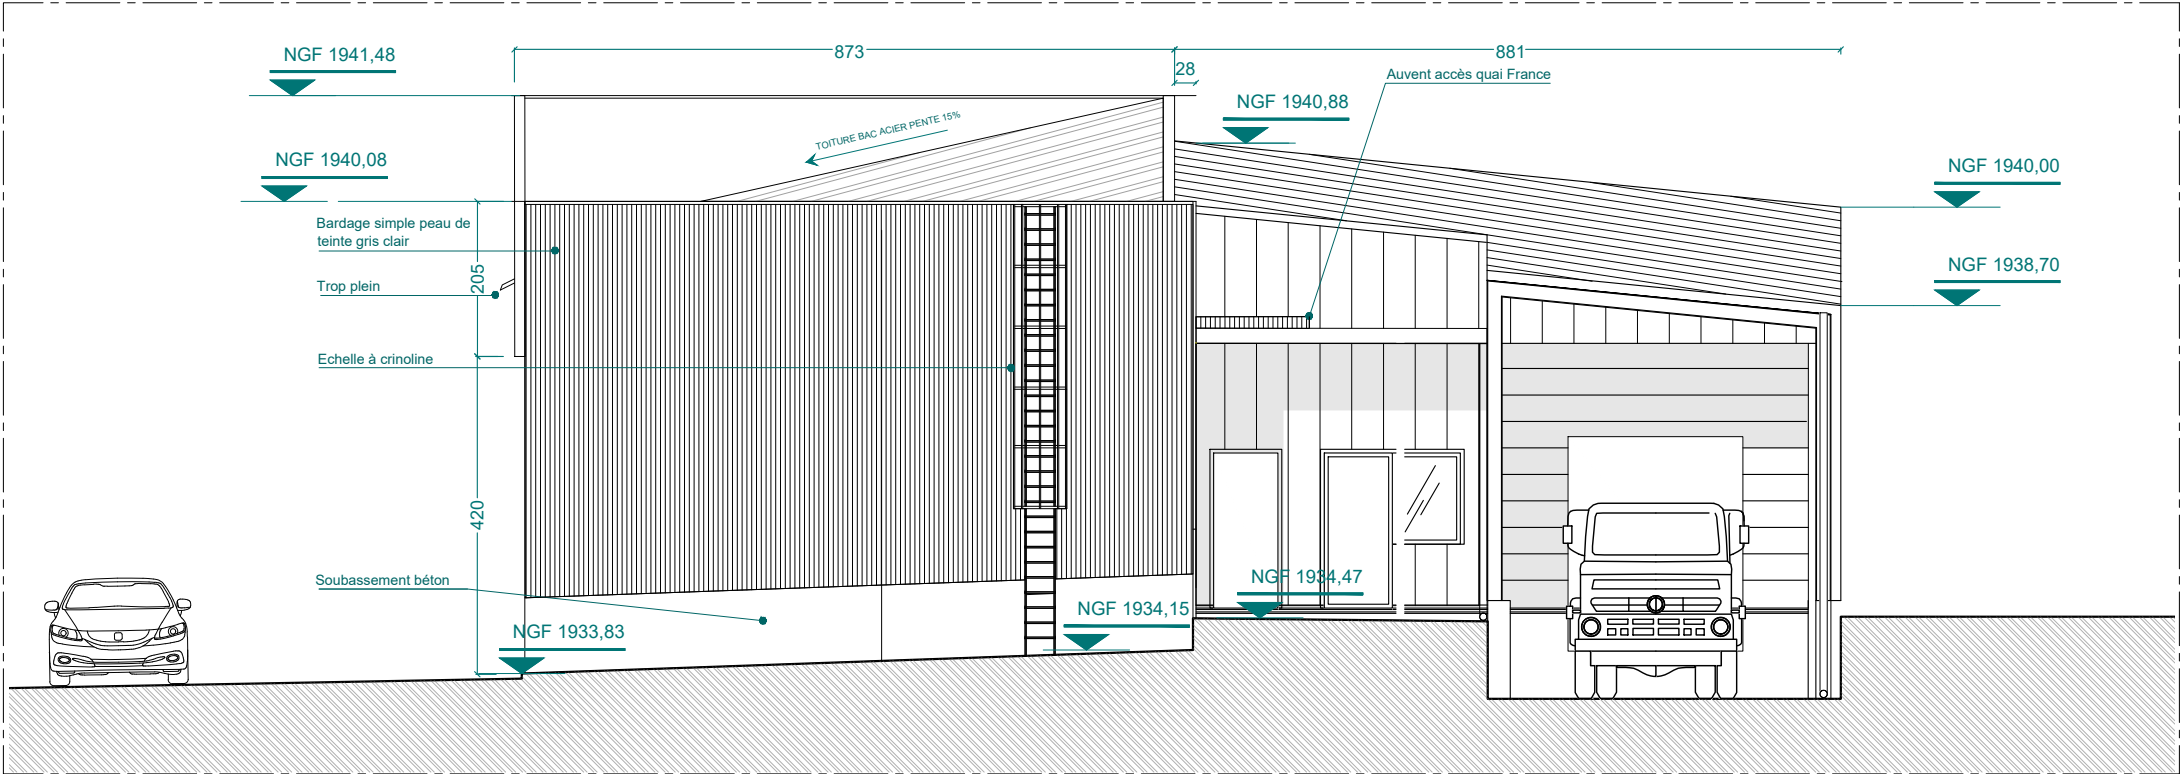 NGF 1941,48
873
881
28
Auvent accès quai France
NGF 1940,88
TOITURE BAC ACIER PENTE 15%
NGF 1940,08
NGF 1940,00
Bardage simple peau de
teinte gris clair
205
NGF 1938,70
Trop plein
Echelle à crinoline
420
Soubassement béton
NGF 1934,47
NGF 1934,15
NGF 1933,83